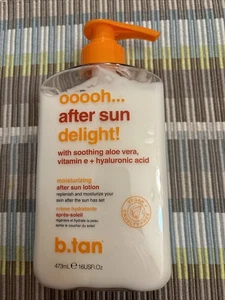 ooooh...
after sun
delight!
with soothing aloe vera,
vitamin e + hyaluronic acid
moisturizing
after sun lotion
replenish and moisturize your
skin after the sun has set
crème hydratante
après-soleil
b.tan
473mL ℮ 16USFl.Oz